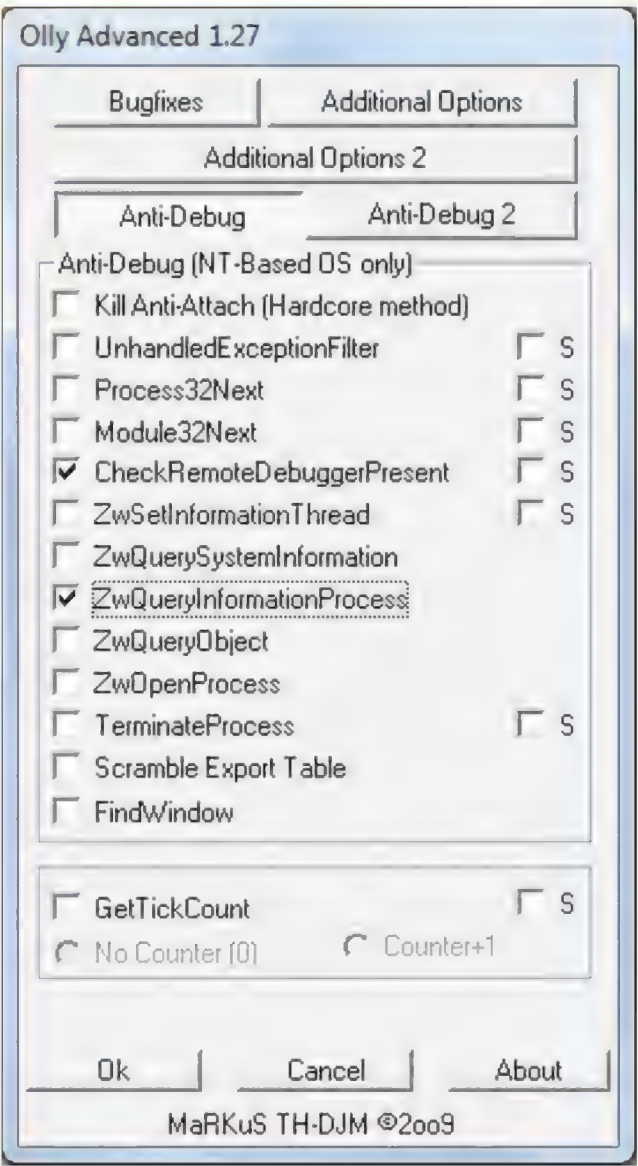 Olly Advanced 1.27
Bugfixes Additional Options
Additional Options 2
Anti-Debug Anti-Debug 2
Anti-Debug (NT-Based OS only)
Kill Anti-Attach (Hardcore method)
UnhandledExceptionFilter S
Process32Next S
Module32Next S
CheckRemoteDebuggerPresent S
ZwSetInformationThread S
ZwQuerySystemInformation
ZwQueryInformationProcess
ZwQueryObject
ZwOpenProcess
TerminateProcess S
Scramble Export Table
FindWindow
GetTickCount S
No Counter (0) Counter+1
Ok Cancel About
MaRKuS TH-DJM ©2oo9